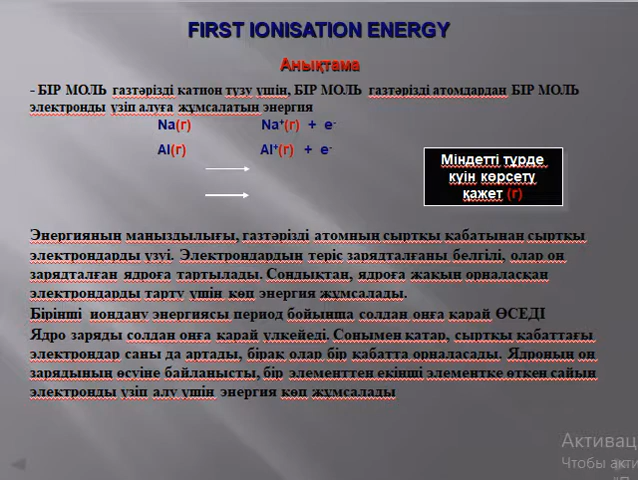 FIRST IONISATION ENERGY
Анықтама
- БІР МОЛЬ газтәрізді катион түзу үшін, БІР МОЛЬ газтәрізді атомдардан БІР МОЛЬ
электронды үзіп алуға жұмсалатын энергия
Na(г) Na⁺(г) + e⁻
Al(г) Al⁺(г) + e⁻
Міндетті түрде
күін көрсету
қажет (г)
Энергияның маңыздылығы, газтәрізді атомның сыртқы қабатынан сыртқы
электрондарды үзуі. Электрондардың теріс зарядталғаны белгілі, олар оң
зарядталған ядроға тартылады. Сондықтан, ядроға жақын орналасқан
электрондарды тарту үшін көп энергия жұмсалады.
Бірінші иондану энергиясы период бойынша солдан оңға қарай ӨСЕДІ
Ядро заряды солдан оңға қарай үлкейеді. Сонымен қатар, сыртқы қабаттағы
электрондар саны да артады, бірақ олар бір қабатта орналасады. Ядроның оң
зарядының өсуіне байланысты, бір элементтен екінші элементке өткен сайын
электронды үзіп алу үшін энергия көп жұмсалады
Активац
Чтобы акти